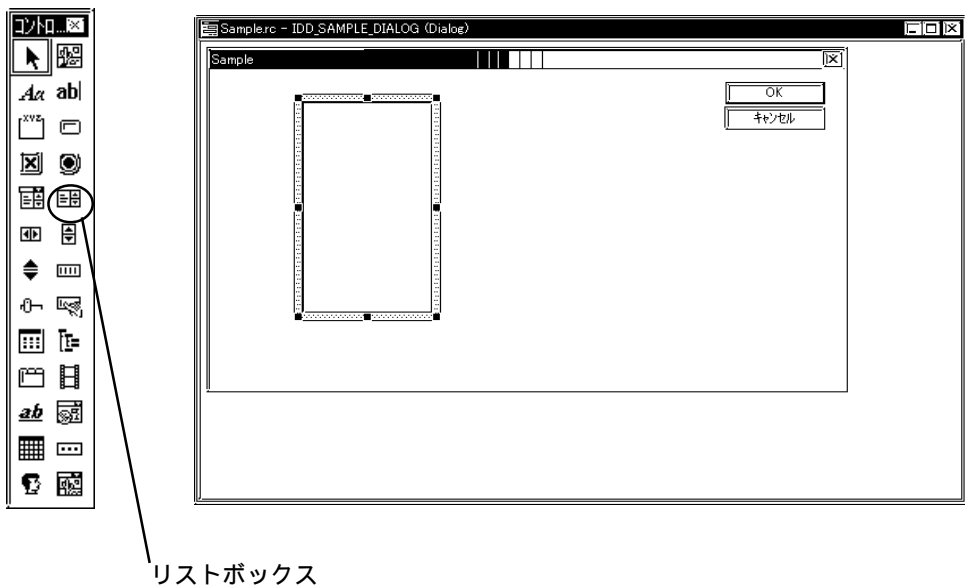 コントロ...
Sample.rc - IDD_SAMPLE_DIALOG (Dialog)
Sample
OK
キャンセル
Aa
ab|
xyz
ab
リストボックス